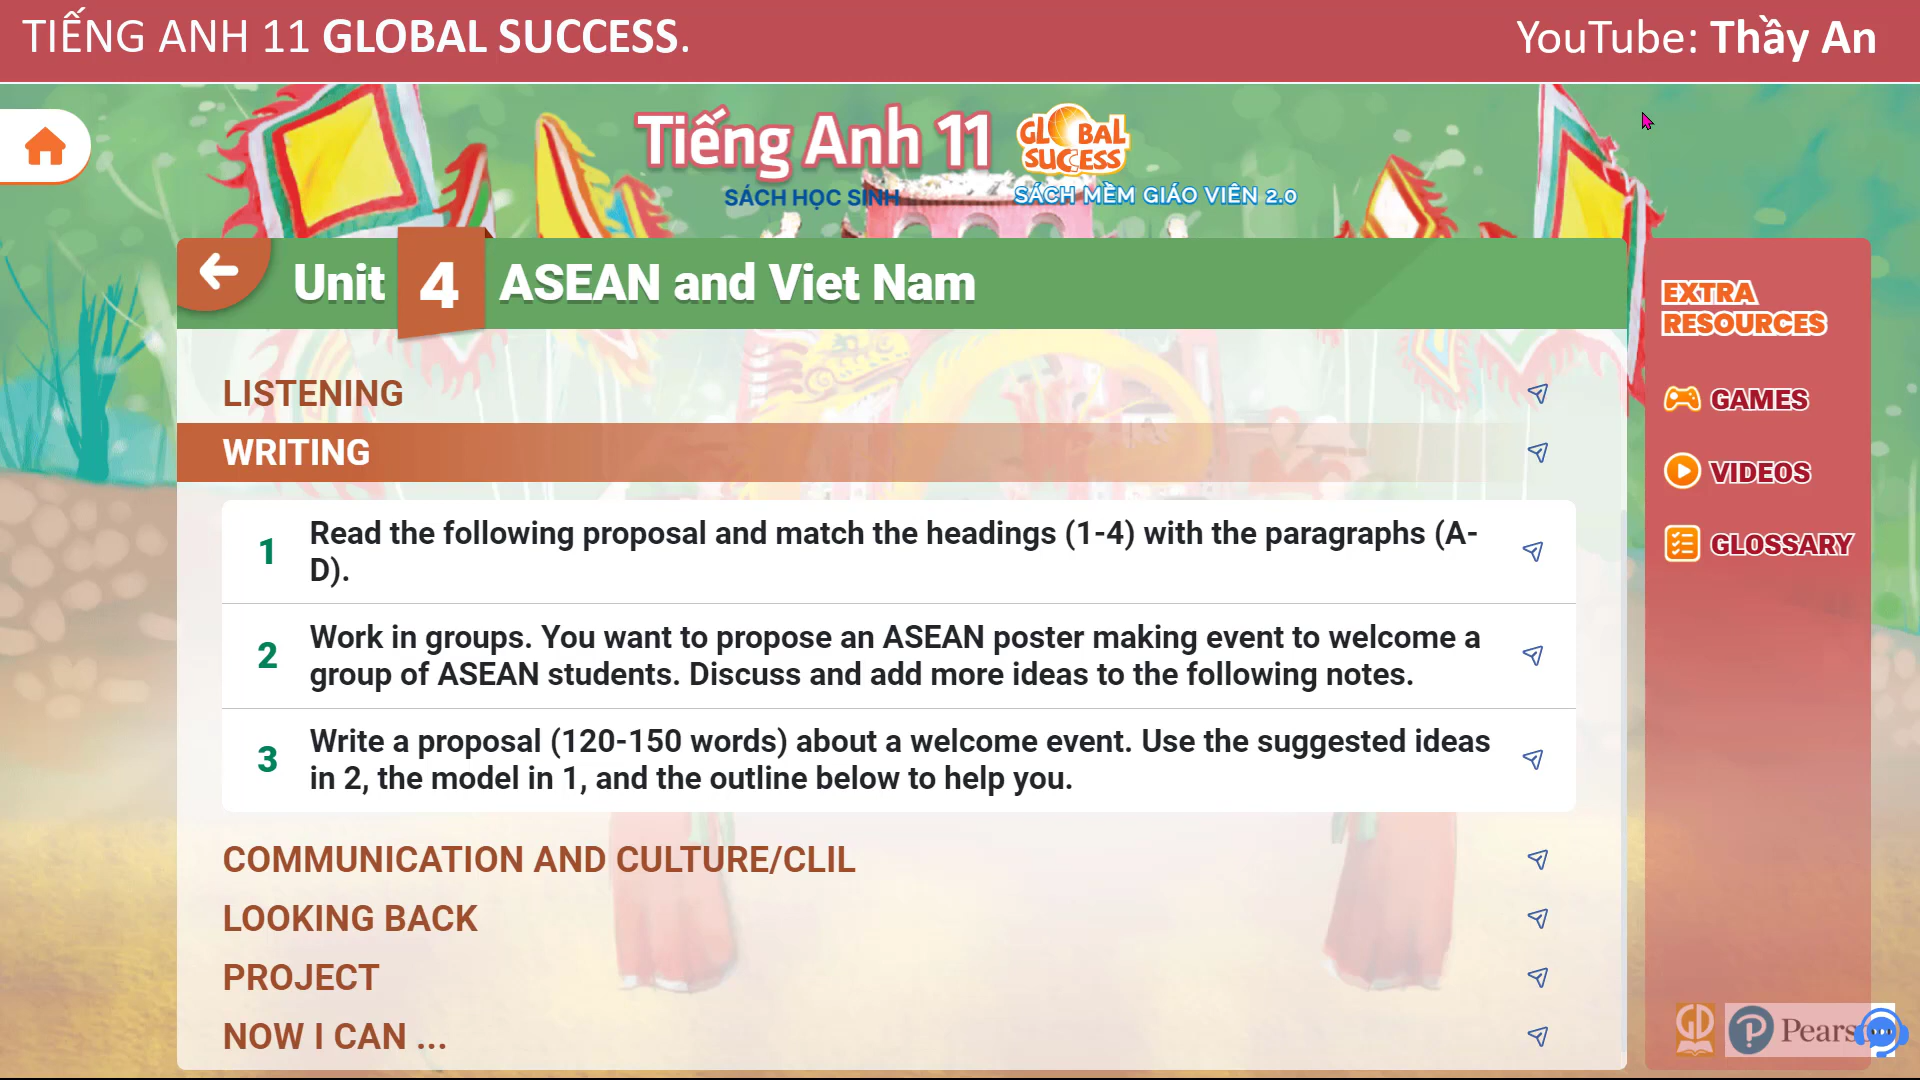 TIẾNG ANH 11 GLOBAL SUCCESS.
YouTube: Thầy An
Tiếng Anh 11
GLOBAL
SUCCESS
SÁCH HỌC SINH
SÁCH MỀM GIÁO VIÊN 2.0
Unit 4 ASEAN and Viet Nam
LISTENING
WRITING
1 Read the following proposal and match the headings (1-4) with the paragraphs (A-
D).
2 Work in groups. You want to propose an ASEAN poster making event to welcome a
group of ASEAN students. Discuss and add more ideas to the following notes.
3 Write a proposal (120-150 words) about a welcome event. Use the suggested ideas
in 2, the model in 1, and the outline below to help you.
COMMUNICATION AND CULTURE/CLIL
LOOKING BACK
PROJECT
NOW I CAN ...
EXTRA
RESOURCES
GAMES
VIDEOS
GLOSSARY
GD
P